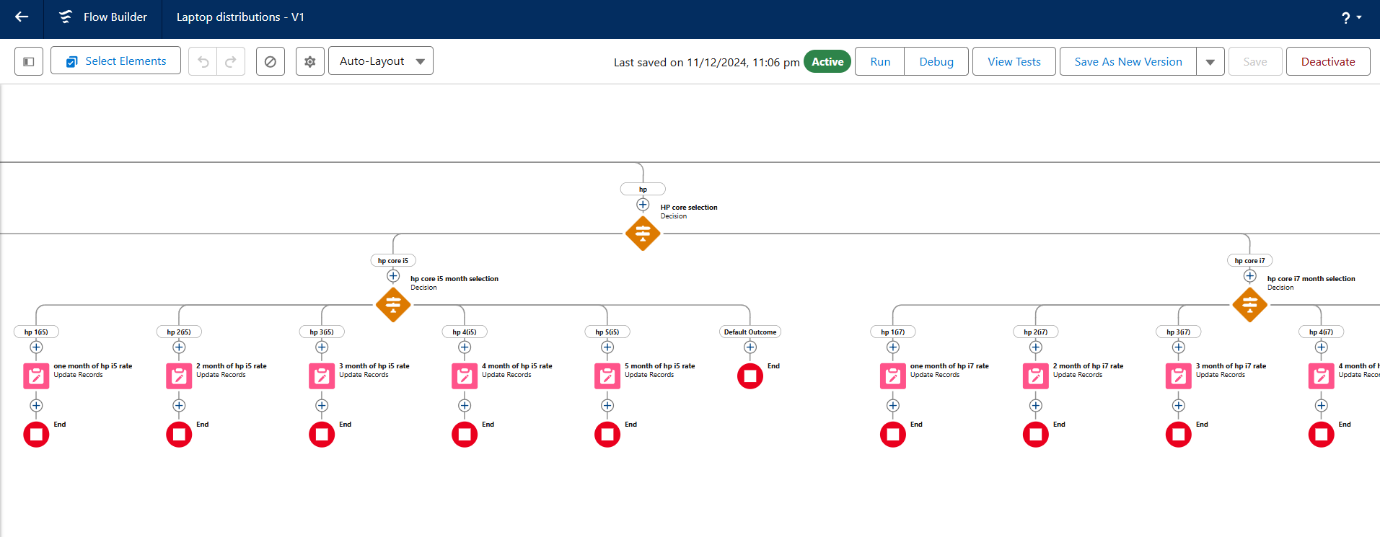 Flow Builder
Laptop distributions - V1
?
Select Elements
Auto-Layout
Last saved on 11/12/2024, 11:06 pm
Active
Run
Debug
View Tests
Save As New Version
Save
Deactivate
hp
HP core selection
Decision
hp core i5
hp core i5 month selection
Decision
hp core i7
hp core i7 month selection
Decision
hp 1(i5)
hp 2(i5)
hp 3(i5)
hp 4(i5)
hp 5(i5)
Default Outcome
hp 1(i7)
hp 2(i7)
hp 3(i7)
hp 4(i7)
one month of hp i5 rate
Update Records
2 month of hp i5 rate
Update Records
3 month of hp i5 rate
Update Records
4 month of hp i5 rate
Update Records
5 month of hp i5 rate
Update Records
End
one month of hp i7 rate
Update Records
2 month of hp i7 rate
Update Records
3 month of hp i7 rate
Update Records
4 month of h
Update Rec
End
End
End
End
End
End
End
End
End